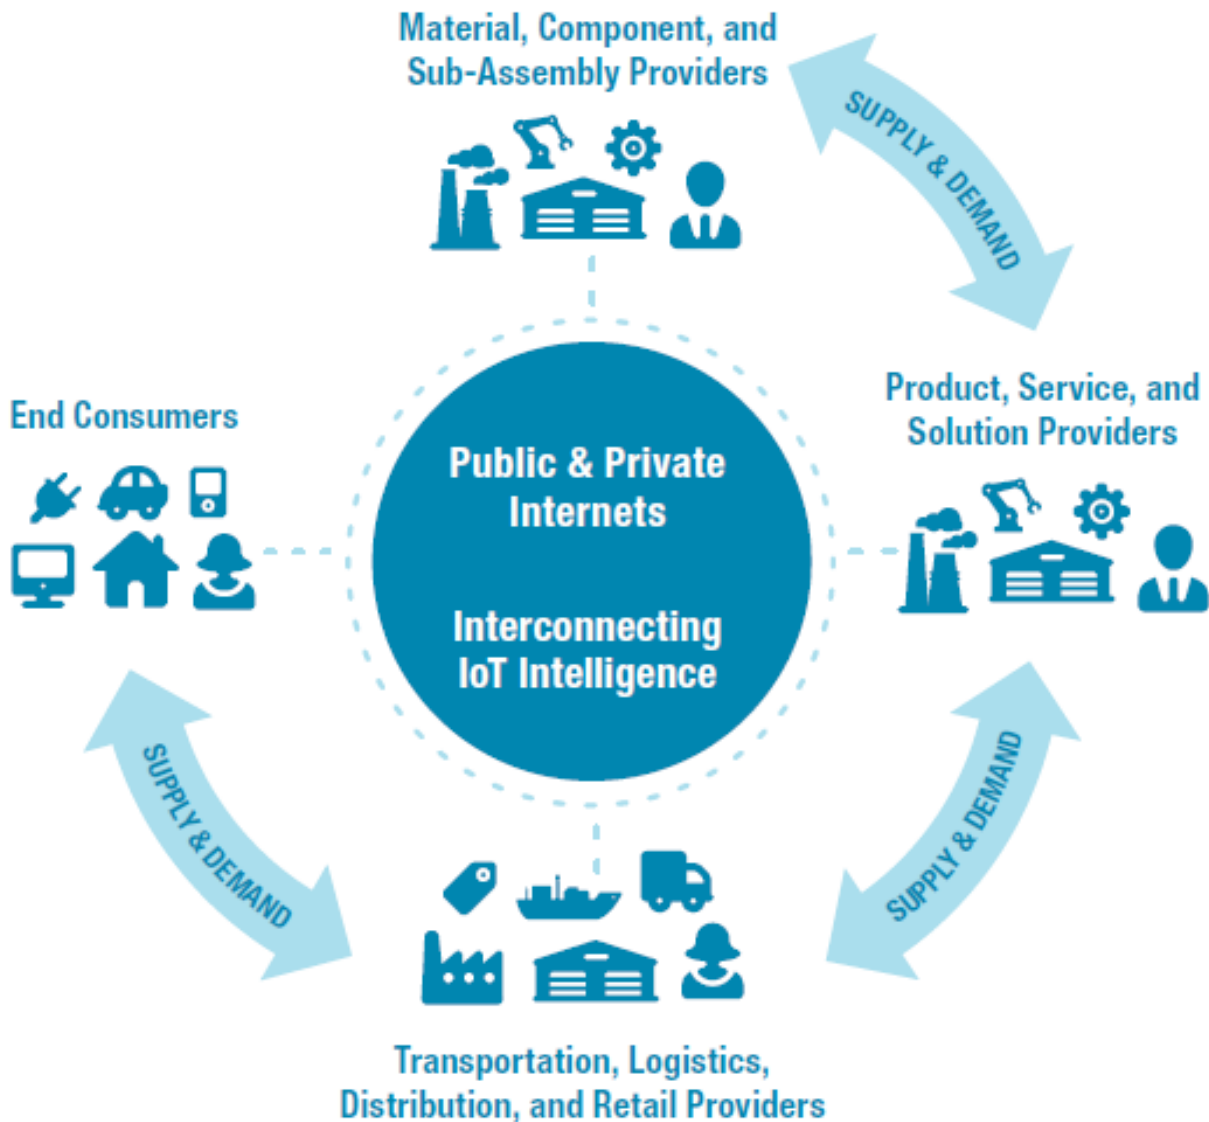 Material, Component, and
Sub-Assembly Providers
SUPPLY & DEMAND
Product, Service, and
Solution Providers
End Consumers
Public & Private
Internets
Interconnecting
IoT Intelligence
SUPPLY & DEMAND
SUPPLY & DEMAND
Transportation, Logistics,
Distribution, and Retail Providers